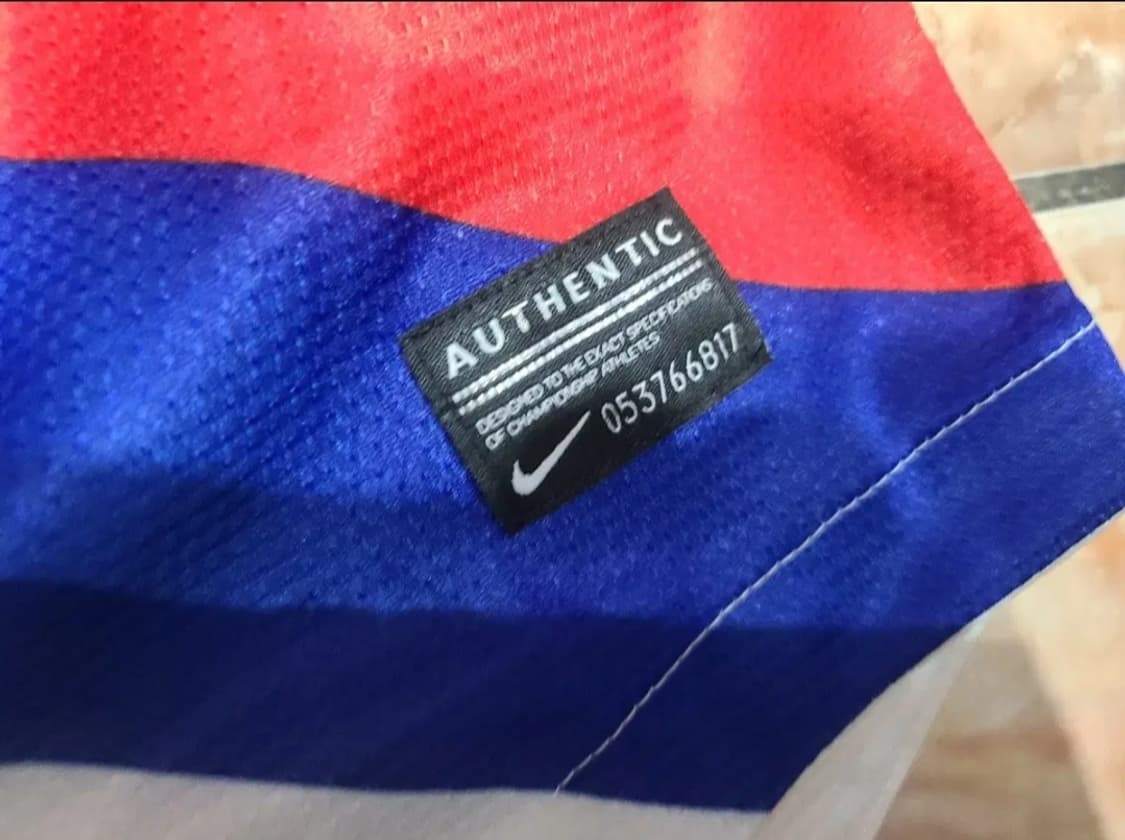 AUTHENTIC
DESIGNED TO THE EXACT SPECIFICATIONS
OF CHAMPIONSHIP ATHLETES
053766817